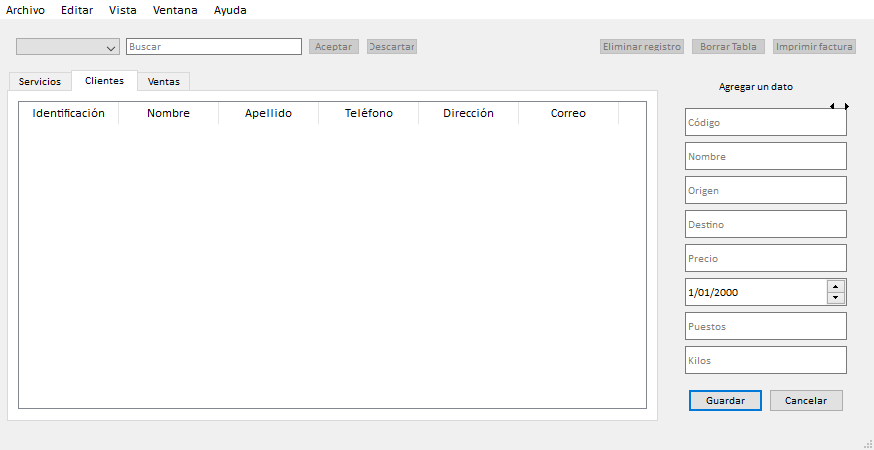 Archivo Editar Vista Ventana Ayuda
Buscar Aceptar Descartar Eliminar registro Borrar Tabla Imprimir factura
Servicios Clientes Ventas
Identificación Nombre Apellido Teléfono Dirección Correo
Agregar un dato
Código
Nombre
Origen
Destino
Precio
1/01/2000
Puestos
Kilos
Guardar Cancelar